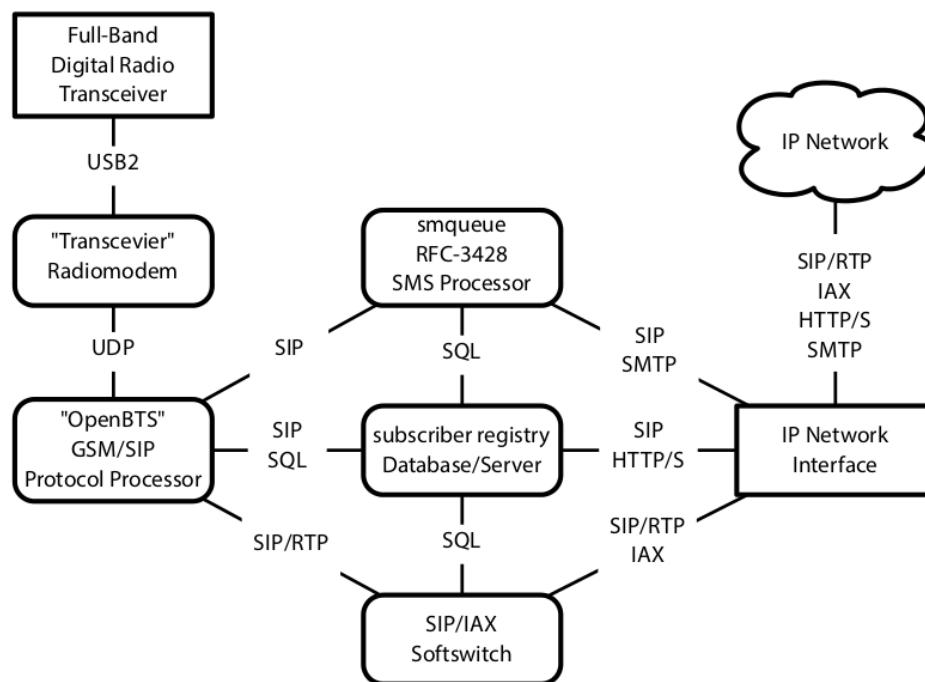 Full-Band
Digital Radio
Transceiver
USB2
"Transcevier"
Radiomodem
UDP
"OpenBTS"
GSM/SIP
Protocol Processor
SIP
smqueue
RFC-3428
SMS Processor
SQL
SIP
SQL
subscriber registry
Database/Server
SIP/RTP
SQL
SIP/IAX
Softswitch
SIP
SMTP
SIP
HTTP/S
SIP/RTP
IAX
IP Network
SIP/RTP
IAX
HTTP/S
SMTP
IP Network
Interface